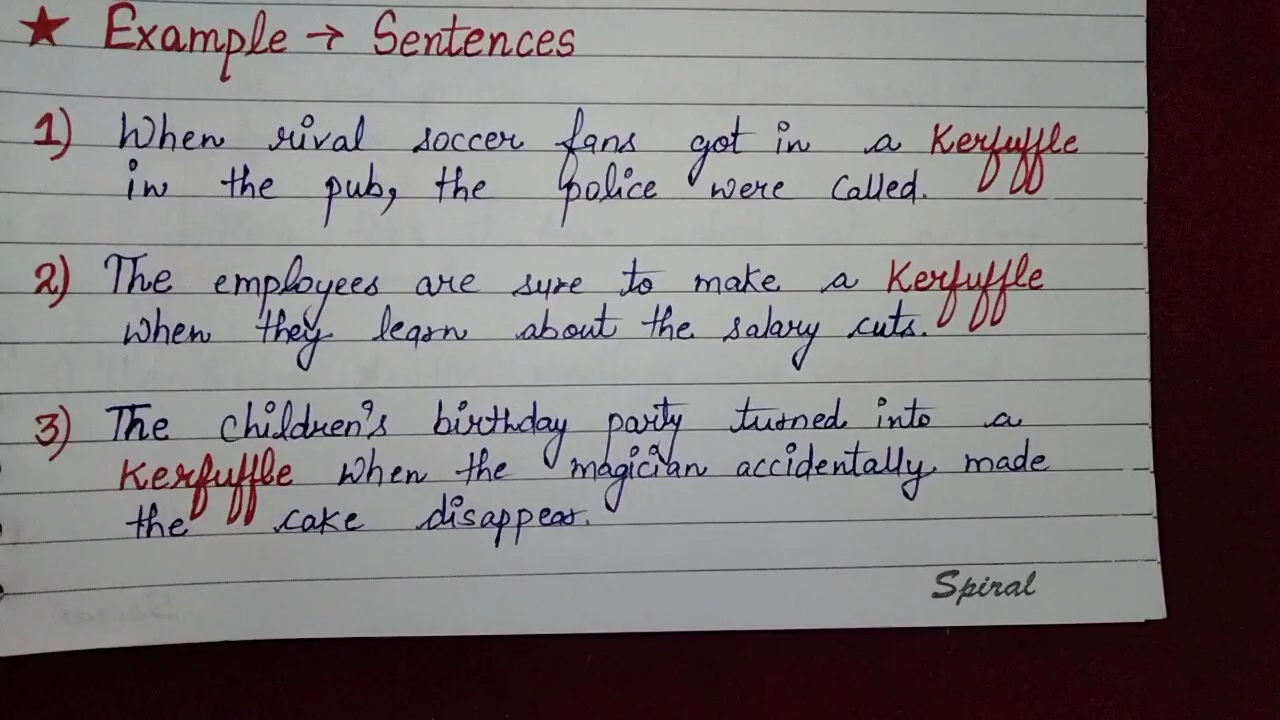 ★ Example → Sentences
1) When rival soccer fans got in a Kerfuffle
in the pub, the police were called.
2) The employees are sure to make a Kerfuffle
when they learn about the salary cuts.
3) The children's birthday party turned into a
Kerfuffle when the magician accidentally made
the cake disappear.
Spiral